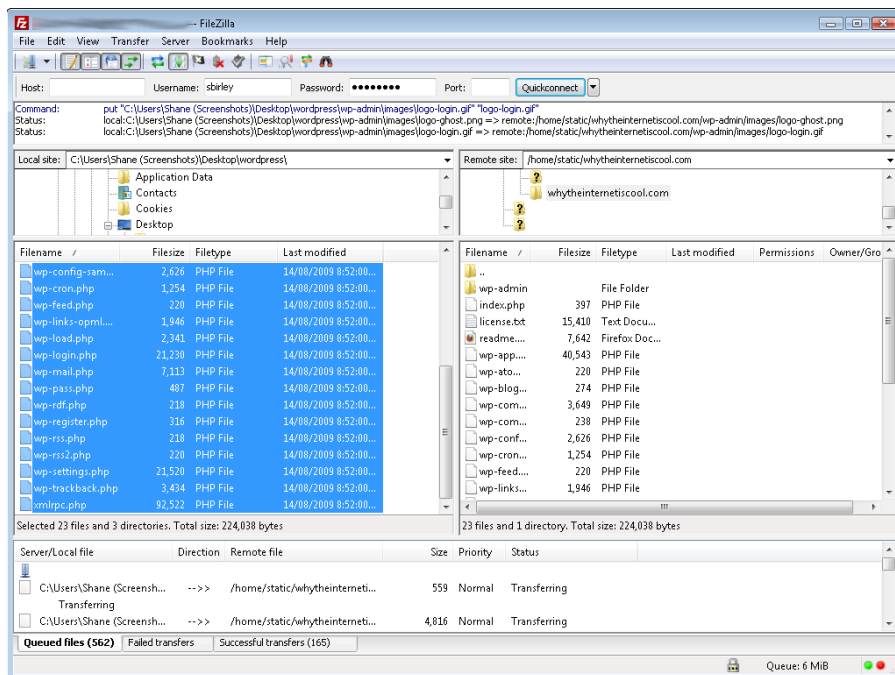 - FileZilla
File Edit View Transfer Server Bookmarks Help
Host: Username: sbirley Password: ●●●●●●●● Port: Quickconnect
Command: put "C:\Users\Shane (Screenshots)\Desktop\wordpress\wp-admin\images\logo-login.gif" "logo-login.gif"
Status: local:C:\Users\Shane (Screenshots)\Desktop\wordpress\wp-admin\images\logo-ghost.png => remote:/home/static/whytheinternetiscool.com/wp-admin/images/logo-ghost.png
Status: local:C:\Users\Shane (Screenshots)\Desktop\wordpress\wp-admin\images\logo-login.gif => remote:/home/static/whytheinternetiscool.com/wp-admin/images/logo-login.gif
Local site: C:\Users\Shane (Screenshots)\Desktop\wordpress\
Application Data
Contacts
Cookies
Desktop
Remote site: /home/static/whytheinternetiscool.com
?
whytheinternetiscool.com
?
?
Filename Filesize Filetype Last modified
wp-config-sam... 2,626 PHP File 14/08/2009 8:52:00...
wp-cron.php 1,254 PHP File 14/08/2009 8:52:00...
wp-feed.php 220 PHP File 14/08/2009 8:52:00...
wp-links-opml.... 1,946 PHP File 14/08/2009 8:52:00...
wp-load.php 2,341 PHP File 14/08/2009 8:52:00...
wp-login.php 21,230 PHP File 14/08/2009 8:52:00...
wp-mail.php 7,113 PHP File 14/08/2009 8:52:00...
wp-pass.php 487 PHP File 14/08/2009 8:52:00...
wp-rdf.php 218 PHP File 14/08/2009 8:52:00...
wp-register.php 316 PHP File 14/08/2009 8:52:00...
wp-rss.php 218 PHP File 14/08/2009 8:52:00...
wp-rss2.php 220 PHP File 14/08/2009 8:52:00...
wp-settings.php 21,520 PHP File 14/08/2009 8:52:00...
wp-trackback.php 3,434 PHP File 14/08/2009 8:52:00...
xmlrpc.php 92,522 PHP File 14/08/2009 8:52:00...
Selected 23 files and 3 directories. Total size: 224,038 bytes
Filename Filesize Filetype Last modified Permissions Owner/Gro
..
wp-admin File Folder
index.php 397 PHP File
license.txt 15,410 Text Docu...
readme.... 7,642 Firefox Doc...
wp-app.... 40,543 PHP File
wp-ato... 220 PHP File
wp-blog... 274 PHP File
wp-com... 3,649 PHP File
wp-com... 238 PHP File
wp-conf... 2,626 PHP File
wp-cron... 1,254 PHP File
wp-feed.... 220 PHP File
wp-links... 1,946 PHP File
23 files and 1 directory. Total size: 224,038 bytes
Server/Local file Direction Remote file Size Priority Status
C:\Users\Shane (Screensh... -->> /home/static/whytheinterneti... 559 Normal Transferring
Transferring
C:\Users\Shane (Screensh... -->> /home/static/whytheinterneti... 4,816 Normal Transferring
Queued files (562) Failed transfers Successful transfers (165)
Queue: 6 MiB